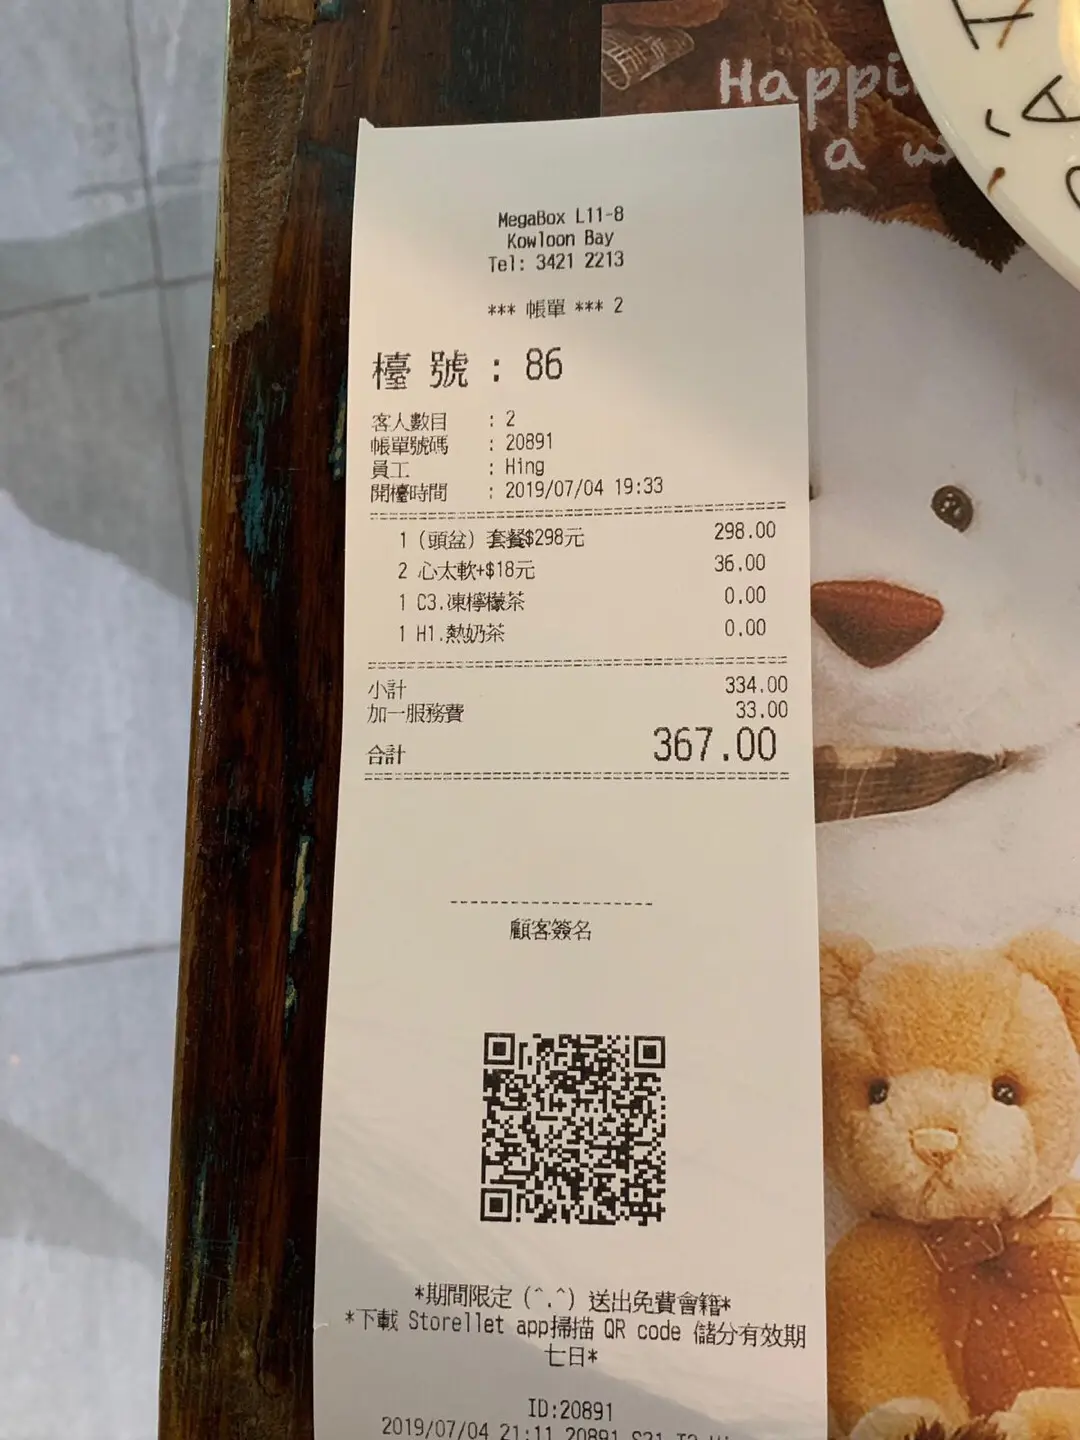 Happi
a w
MegaBox L11-8
Kowloon Bay
Tel: 3421 2213
*** 帳單 *** 2
檯號 : 86
客人數目 : 2
帳單號碼 : 20891
員工 : Hing
開檯時間 : 2019/07/04 19:33
1 (頭盆) 套餐$298元 298.00
2 心太軟+$18元 36.00
1 C3.凍檸檬茶 0.00
1 H1.熱奶茶 0.00
小計 334.00
加一服務費 33.00
合計 367.00
顧客簽名
*期間限定 (^.^) 送出免費會籍*
*下載 Storellet app掃描 QR code 儲分有效期
七日*
ID:20891
2019/07/04 21:11 20891